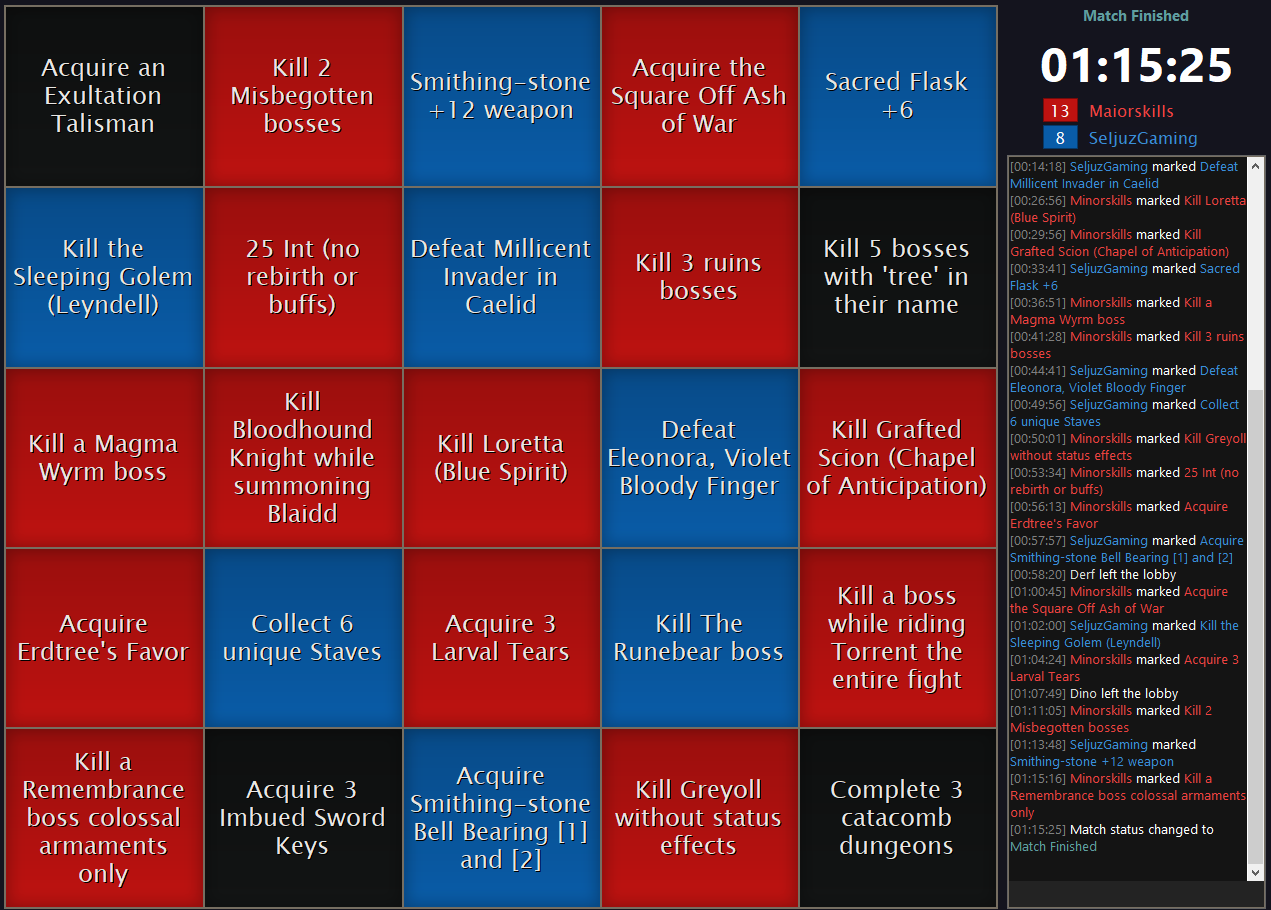 Acquire an
Exultation
Talisman
Kill 2
Misbegotten
bosses
Smithing-stone
+12 weapon
Acquire the
Square Off Ash
of War
Sacred Flask
+6
Kill the
Sleeping Golem
(Leyndell)
25 Int (no
rebirth or
buffs)
Defeat Millicent
Invader in
Caelid
Kill 3 ruins
bosses
Kill 5 bosses
with 'tree' in
their name
Kill a Magma
Wyrm boss
Kill
Bloodhound
Knight while
summoning
Blaidd
Kill Loretta
(Blue Spirit)
Defeat
Eleonora, Violet
Bloody Finger
Kill Grafted
Scion (Chapel
of Anticipation)
Acquire
Erdtree's Favor
Collect 6
unique Staves
Acquire 3
Larval Tears
Kill The
Runebear boss
Kill a boss
while riding
Torrent the
entire fight
Kill a
Remembrance
boss colossal
armaments
only
Acquire 3
Imbued Sword
Keys
Acquire
Smithing-stone
Bell Bearing [1]
and [2]
Kill Greyoll
without status
effects
Complete 3
catacomb
dungeons
Match Finished
01:15:25
13 Maiorskills
8 SeljuzGaming
[00:14:18] SeljuzGaming marked Defeat
Millicent Invader in Caelid
[00:26:56] Minorskills marked Kill Loretta
(Blue Spirit)
[00:29:56] Minorskills marked Kill
Grafted Scion (Chapel of Anticipation)
[00:33:41] SeljuzGaming marked Sacred
Flask +6
[00:36:51] Minorskills marked Kill a
Magma Wyrm boss
[00:41:28] Minorskills marked Kill 3 ruins
bosses
[00:44:41] SeljuzGaming marked Defeat
Eleonora, Violet Bloody Finger
[00:49:56] SeljuzGaming marked Collect
6 unique Staves
[00:50:01] Minorskills marked Kill Greyoll
without status effects
[00:53:34] Minorskills marked 25 Int (no
rebirth or buffs)
[00:56:13] Minorskills marked Acquire
Erdtree's Favor
[00:57:57] SeljuzGaming marked Acquire
Smithing-stone Bell Bearing [1] and [2]
[00:58:20] Derf left the lobby
[01:00:45] Minorskills marked Acquire
the Square Off Ash of War
[01:02:00] SeljuzGaming marked Kill the
Sleeping Golem (Leyndell)
[01:04:24] Minorskills marked Acquire 3
Larval Tears
[01:07:49] Dino left the lobby
[01:11:05] Minorskills marked Kill 2
Misbegotten bosses
[01:13:48] SeljuzGaming marked
Smithing-stone +12 weapon
[01:15:16] Minorskills marked Kill a
Remembrance boss colossal armaments
only
[01:15:25] Match status changed to
Match Finished